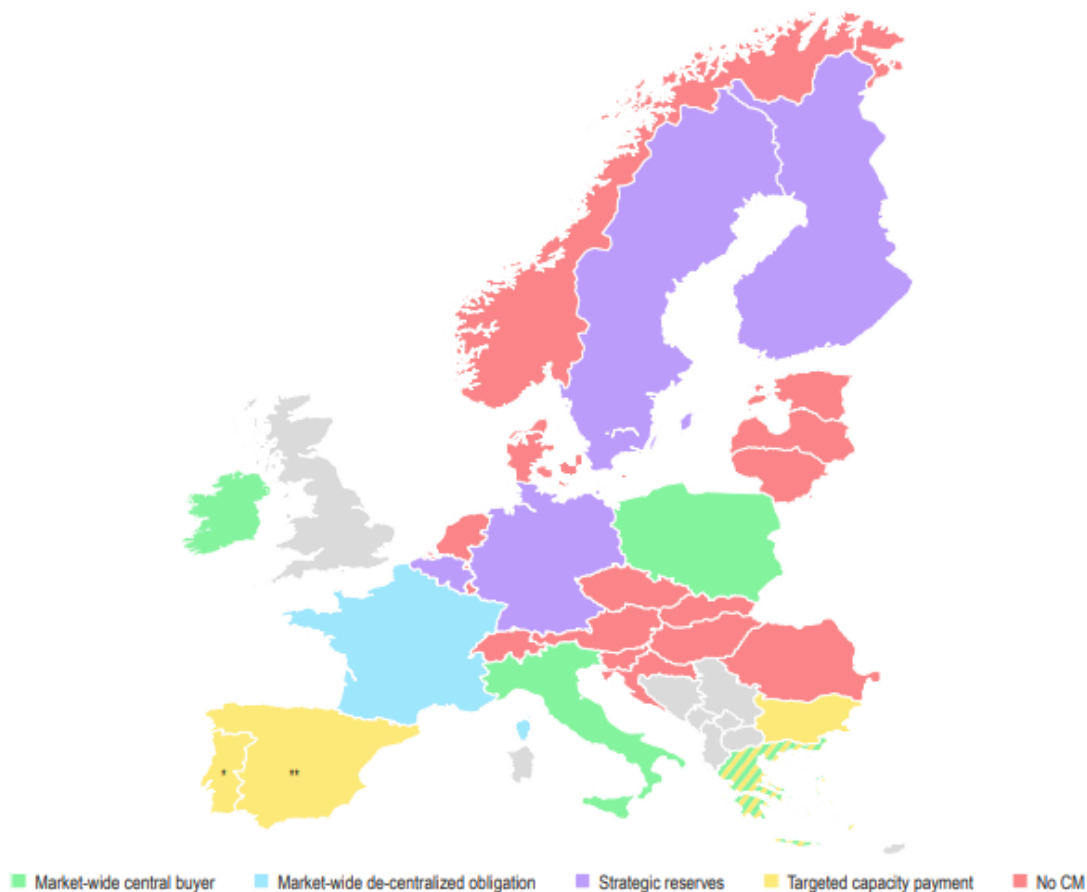 *
**
Market-wide central buyer
Market-wide de-centralized obligation
Strategic reserves
Targeted capacity payment
No CM